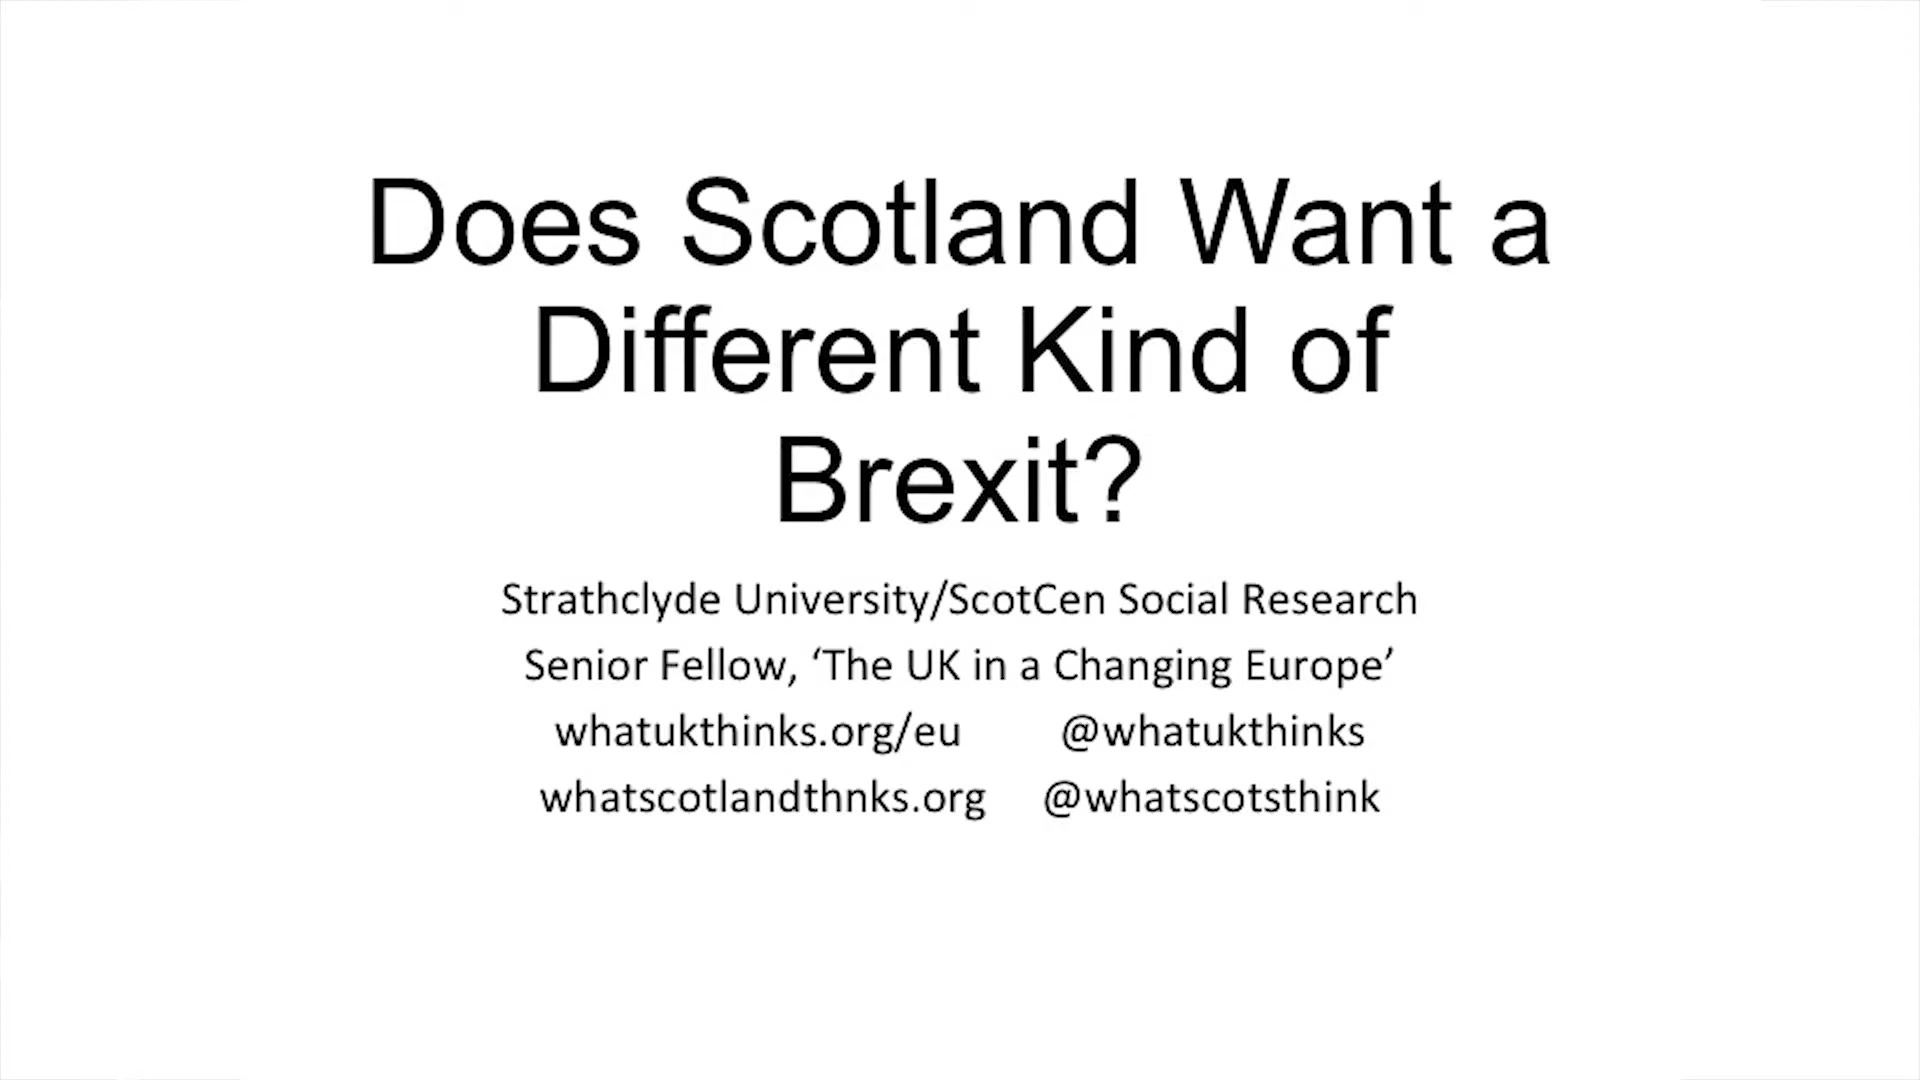 Does Scotland Want a
Different Kind of
Brexit?
Strathclyde University/ScotCen Social Research
Senior Fellow, ‘The UK in a Changing Europe’
whatukthinks.org/eu @whatukthinks
whatscotlandthnks.org @whatscotsthink